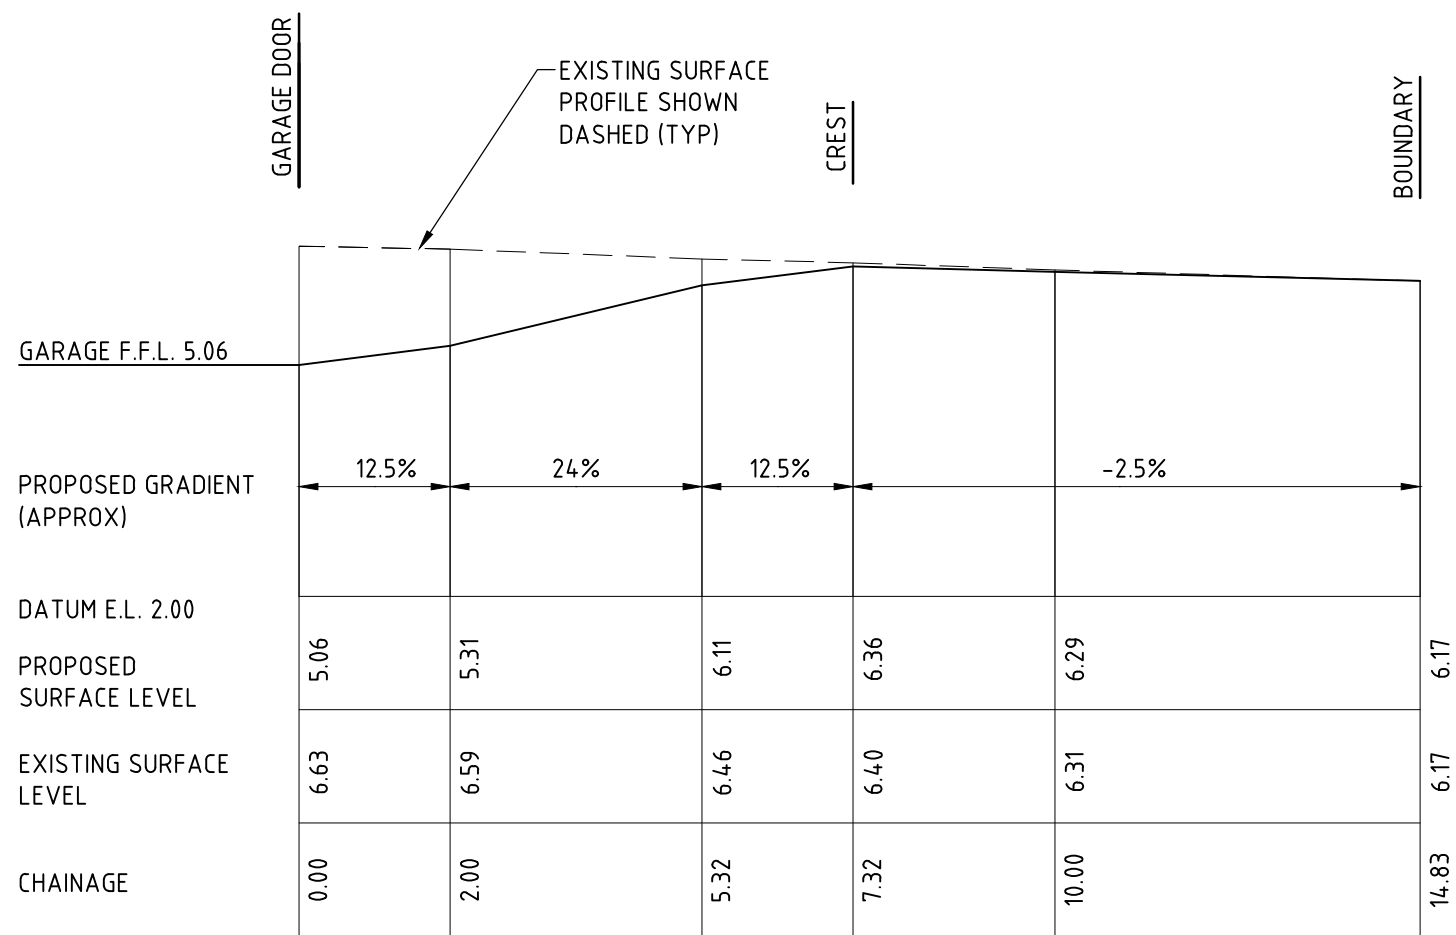 GARAGE DOOR
EXISTING SURFACE
PROFILE SHOWN
DASHED (TYP)
CREST
BOUNDARY
GARAGE F.F.L. 5.06
PROPOSED GRADIENT
(APPROX)
12.5%
24%
12.5%
-2.5%
DATUM E.L. 2.00
PROPOSED
SURFACE LEVEL
5.06
5.31
6.11
6.36
6.29
6.17
EXISTING SURFACE
LEVEL
6.63
6.59
6.46
6.40
6.31
6.17
CHAINAGE
0.00
2.00
5.32
7.32
10.00
14.83